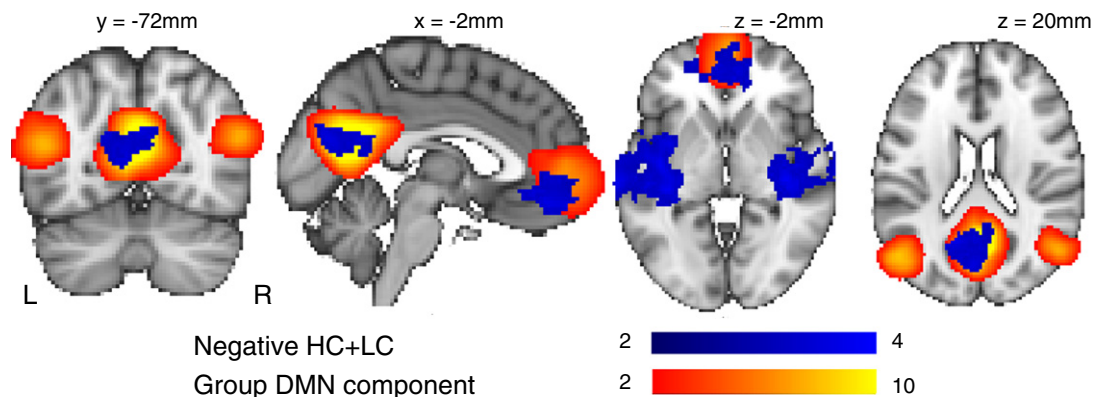 y = -72mm x = -2mm z = -2mm z = 20mm
L R
Negative HC+LC 2 4
Group DMN component 2 10